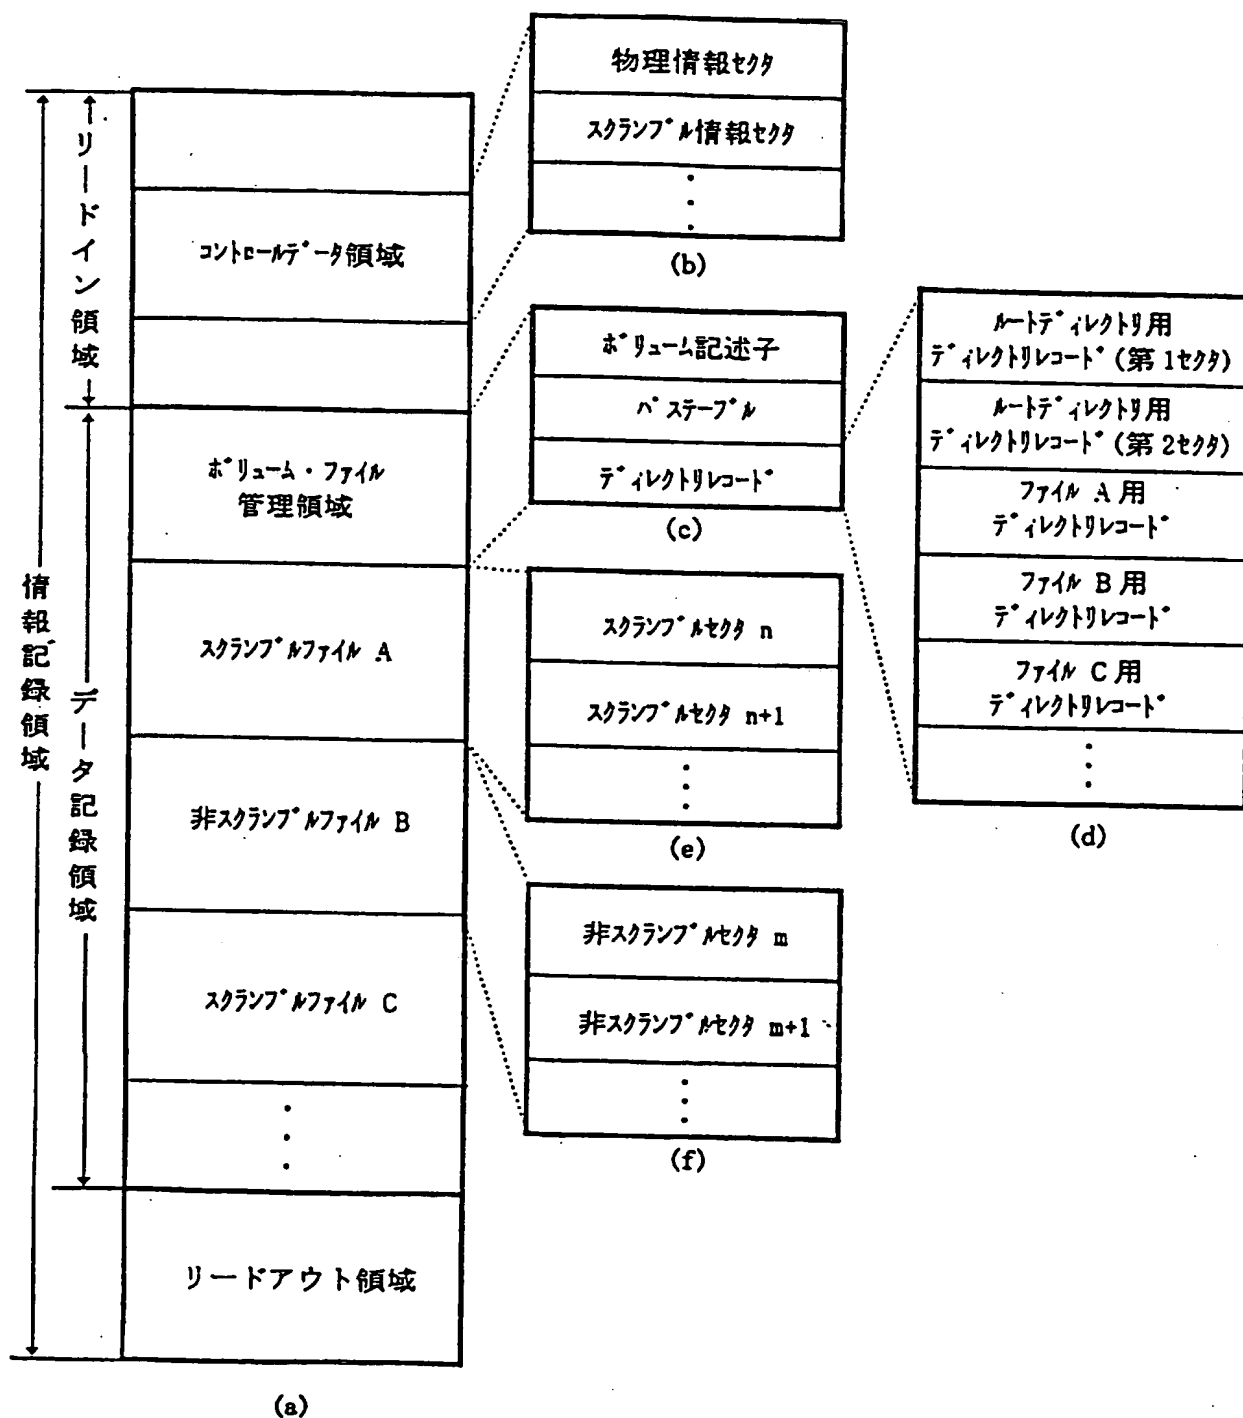 情報記録領域
リードイン領域
データ記録領域
コントロールデータ領域
ボリューム・ファイル
管理領域
スクランブルファイル A
非スクランブルファイル B
スクランブルファイル C
リードアウト領域
(a)
物理情報セクタ
スクランブル情報セクタ
(b)
ボリューム記述子
パステーブル
ディレクトリレコード
(c)
ルートディレクトリ用
ディレクトリレコード(第1セクタ)
ルートディレクトリ用
ディレクトリレコード(第2セクタ)
ファイル A 用
ディレクトリレコード
ファイル B 用
ディレクトリレコード
ファイル C 用
ディレクトリレコード
(d)
スクランブルセクタ n
スクランブルセクタ n+1
(e)
非スクランブルセクタ m
非スクランブルセクタ m+1
(f)